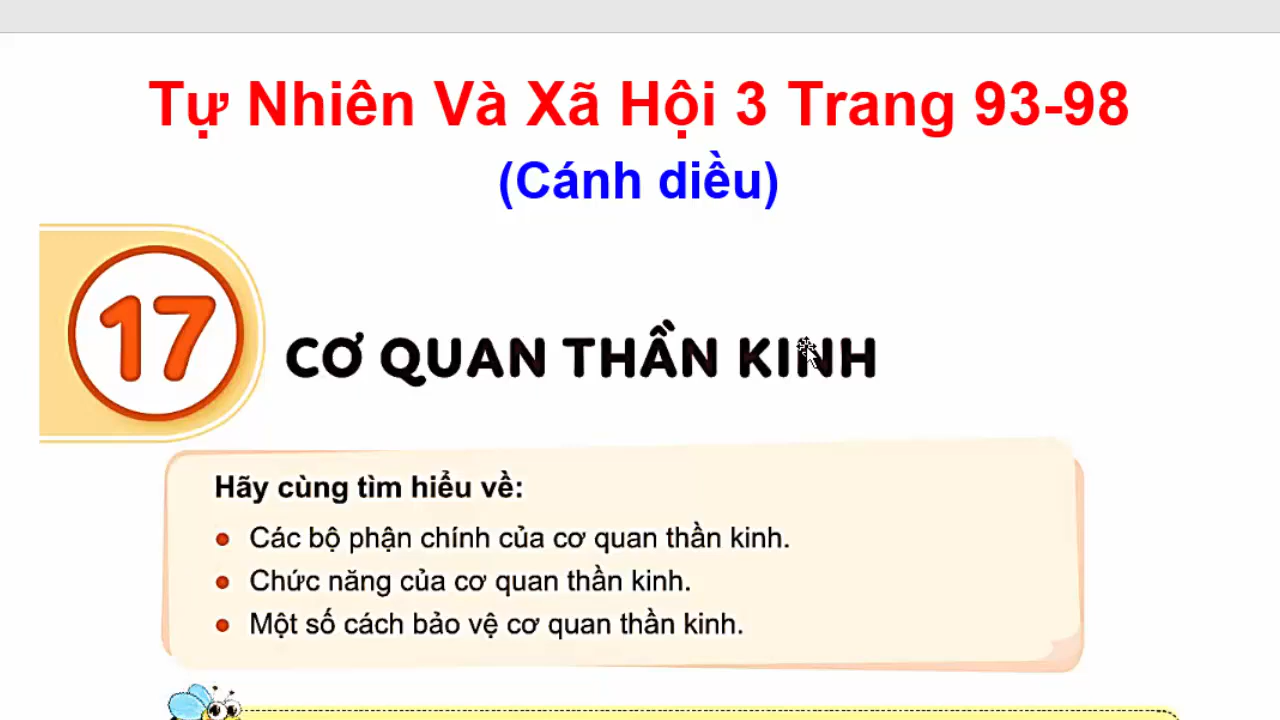 Tự Nhiên Và Xã Hội 3 Trang 93-98
(Cánh diều)
17
CƠ QUAN THẦN KINH
Hãy cùng tìm hiểu về:
Các bộ phận chính của cơ quan thần kinh.
Chức năng của cơ quan thần kinh.
Một số cách bảo vệ cơ quan thần kinh.